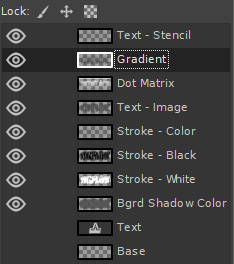 Lock:
Text - Stencil
Gradient
Dot Matrix
Text - Image
Stroke - Color
Stroke - Black
Stroke - White
Bgrd Shadow Color
Text
Base